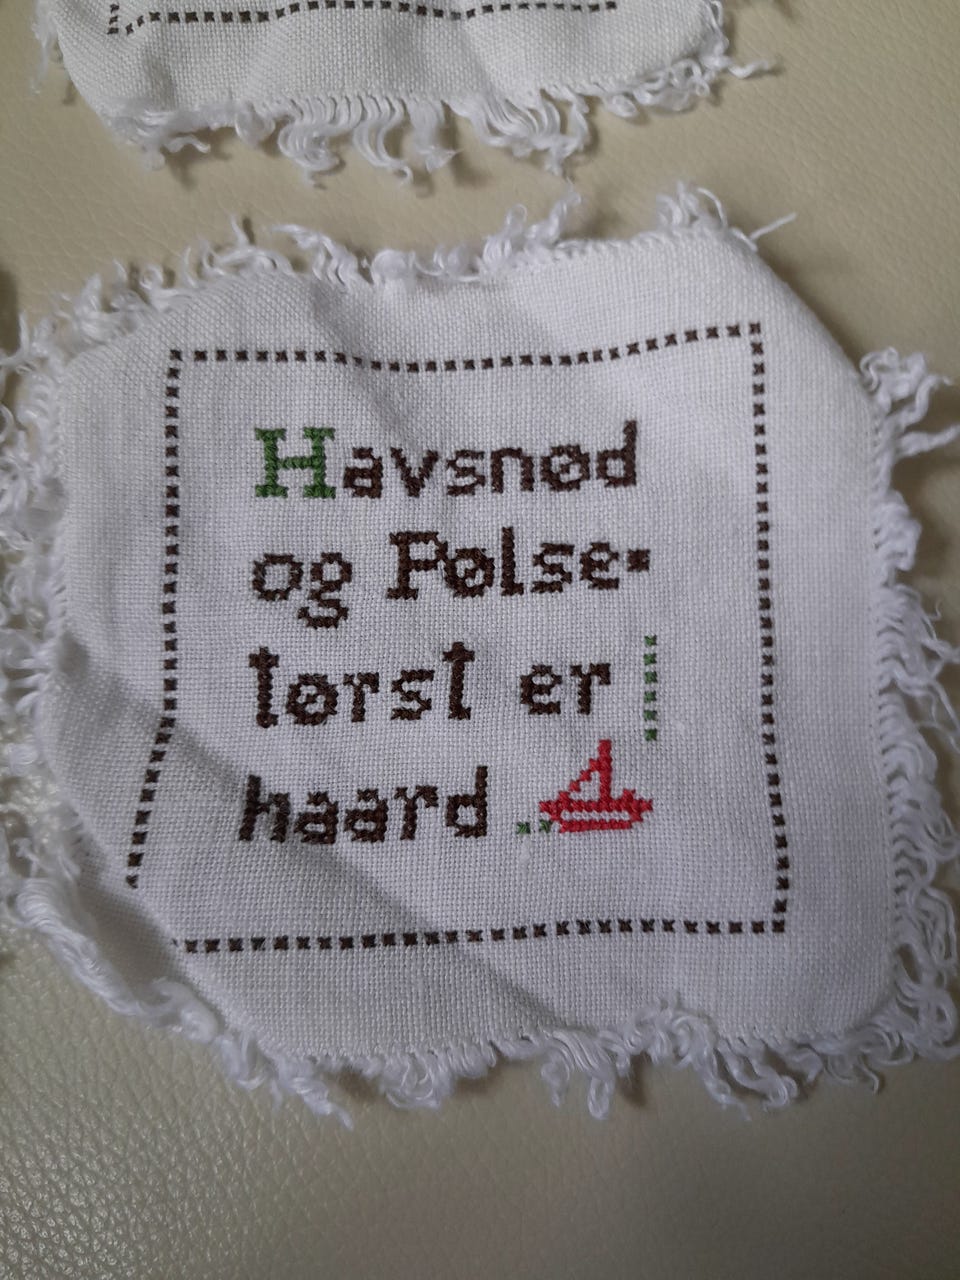 Havsnød
og Pølse-
tørst er
haard